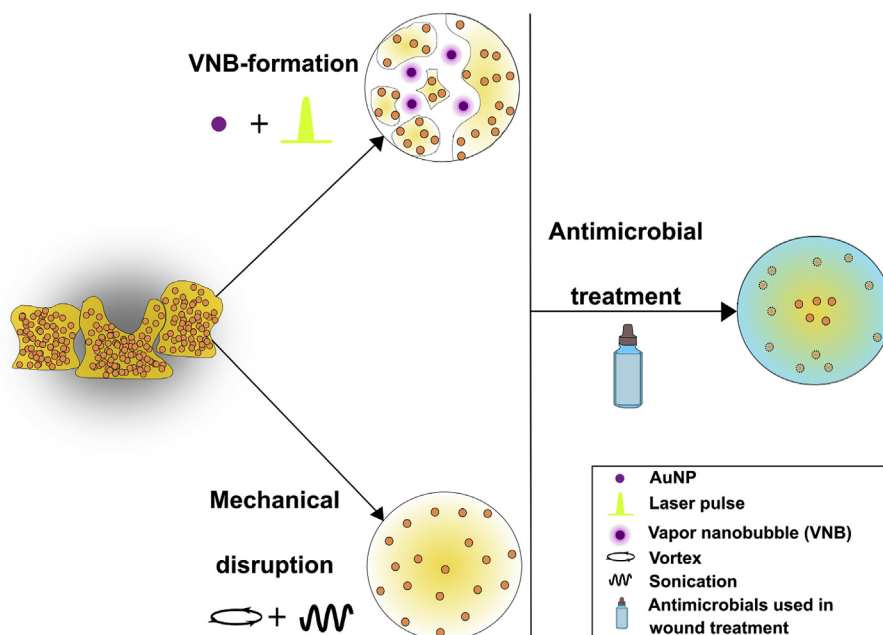 VNB-formation
+
Antimicrobial
treatment
Mechanical
disruption
+
AuNP
Laser pulse
Vapor nanobubble (VNB)
Vortex
Sonication
Antimicrobials used in
wound treatment